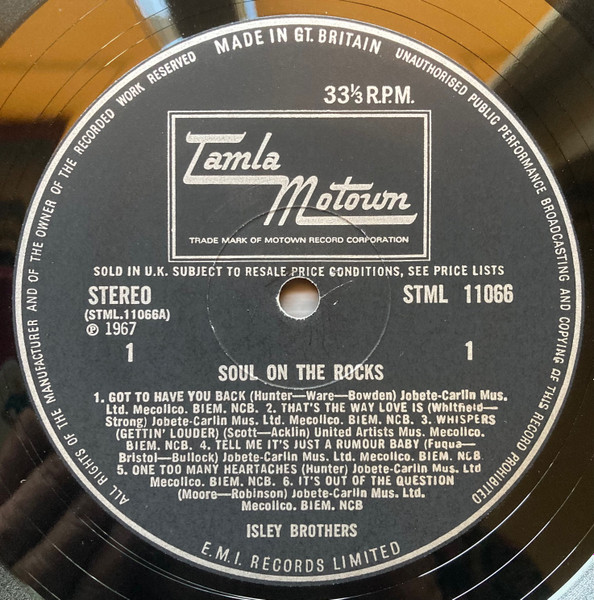 MADE IN GT. BRITAIN
UNAUTHORISED PUBLIC PERFORMANCE BROADCASTING AND COPYING OF THIS RECORD PROHIBITED
ALL RIGHTS OF THE MANUFACTURER AND OF THE OWNER OF THE RECORDED WORK RESERVED
33⅓ R.P.M.
Tamla
Motown
TRADE MARK OF MOTOWN RECORD CORPORATION
SOLD IN U.K. SUBJECT TO RESALE PRICE CONDITIONS, SEE PRICE LISTS
STEREO STML 11066
(STML.11066A)
Ⓟ 1967
1 1
SOUL ON THE ROCKS
1. GOT TO HAVE YOU BACK (Hunter—Ware—Bowden) Jobete-Carlin Mus.
Ltd. Mecolico. BIEM. NCB. 2. THAT'S THE WAY LOVE IS (Whitfield—
Strong) Jobete-Carlin Mus. Ltd. Mecolico. BIEM. NCB. 3. WHISPERS
(GETTIN' LOUDER) (Scott—Acklin) United Artists Mus. Mecolico.
BIEM. NCB. 4. TELL ME IT'S JUST A RUMOUR BABY (Fuqua—
Bristol—Bullock) Jobete-Carlin Mus. Ltd. Mecolico. BIEM. NCB
5. ONE TOO MANY HEARTACHES (Hunter) Jobete-Carlin Mus. Ltd
Mecolico. BIEM. NCB. 6. IT'S OUT OF THE QUESTION
(Moore—Robinson) Jobete-Carlin Mus. Ltd.
Mecolico. BIEM. NCB
ISLEY BROTHERS
E.M.I. RECORDS LIMITED